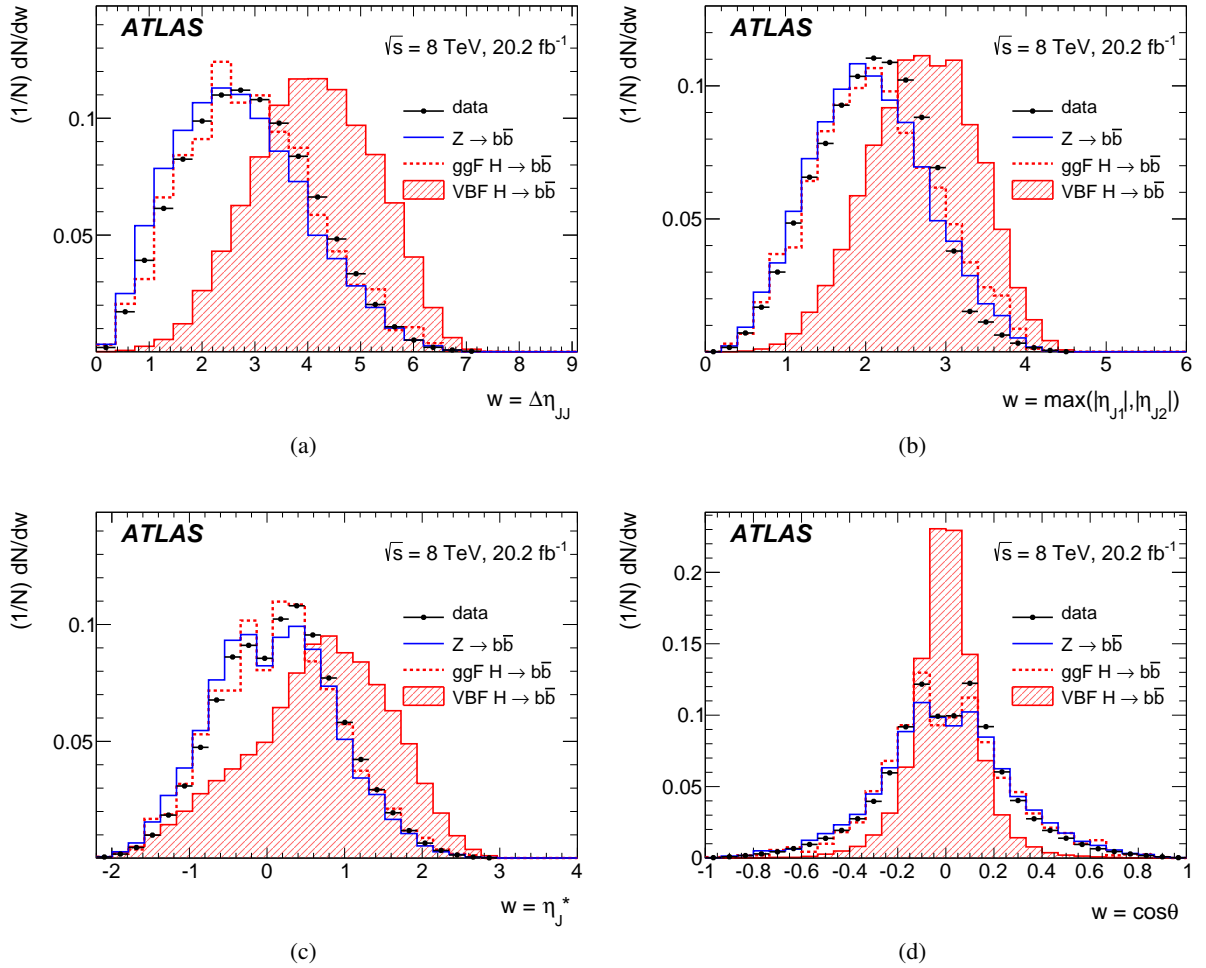 ATLAS
√s = 8 TeV, 20.2 fb⁻¹
(1/N) dN/dw
data
Z → bb̄
ggF H → bb̄
VBF H → bb̄
0.1
0.05
0 1 2 3 4 5 6 7 8 9
w = Δη_JJ
(a)
ATLAS
√s = 8 TeV, 20.2 fb⁻¹
(1/N) dN/dw
data
Z → bb̄
ggF H → bb̄
VBF H → bb̄
0.1
0.05
0 1 2 3 4 5 6
w = max(|η_J1|,|η_J2|)
(b)
ATLAS
√s = 8 TeV, 20.2 fb⁻¹
(1/N) dN/dw
data
Z → bb̄
ggF H → bb̄
VBF H → bb̄
0.1
0.05
-2 -1 0 1 2 3 4
w = η_J*
(c)
ATLAS
√s = 8 TeV, 20.2 fb⁻¹
(1/N) dN/dw
data
Z → bb̄
ggF H → bb̄
VBF H → bb̄
0.2
0.15
0.1
0.05
0
-1 -0.8 -0.6 -0.4 -0.2 0 0.2 0.4 0.6 0.8 1
w = cosθ
(d)